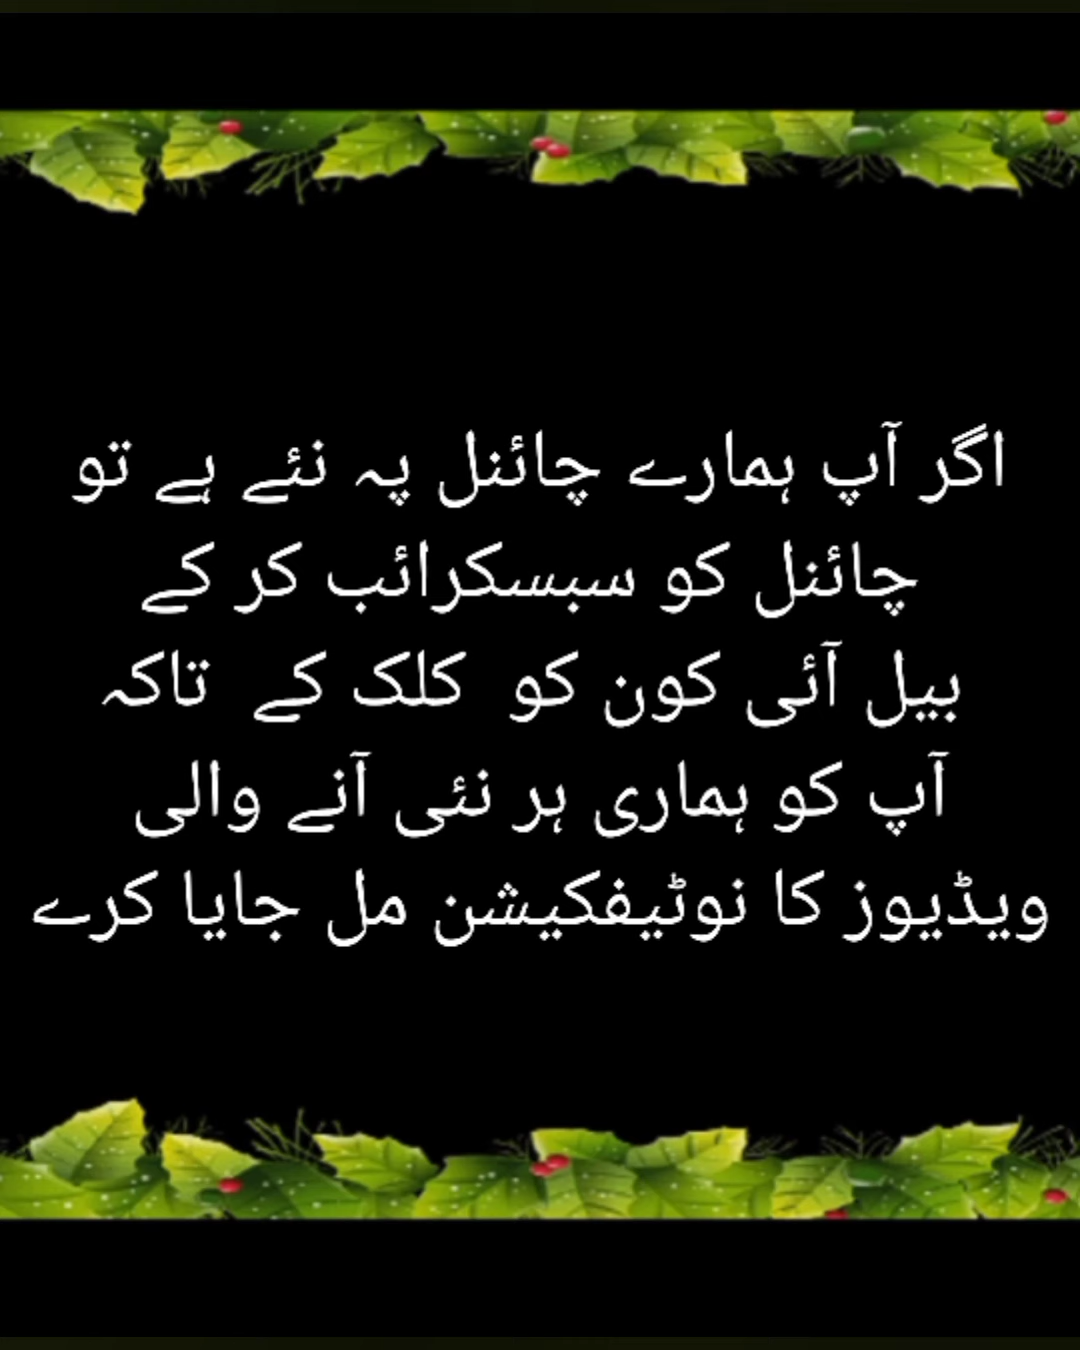 اگر آپ ہمارے چائنل پہ نئے ہے تو
چائنل کو سبسکرائب کر کے
بیل آئی کون کو کلک کے تاکہ
آپ کو ہماری ہر نئی آنے والی
ویڈیوز کا نوٹیفکیشن مل جایا کرے